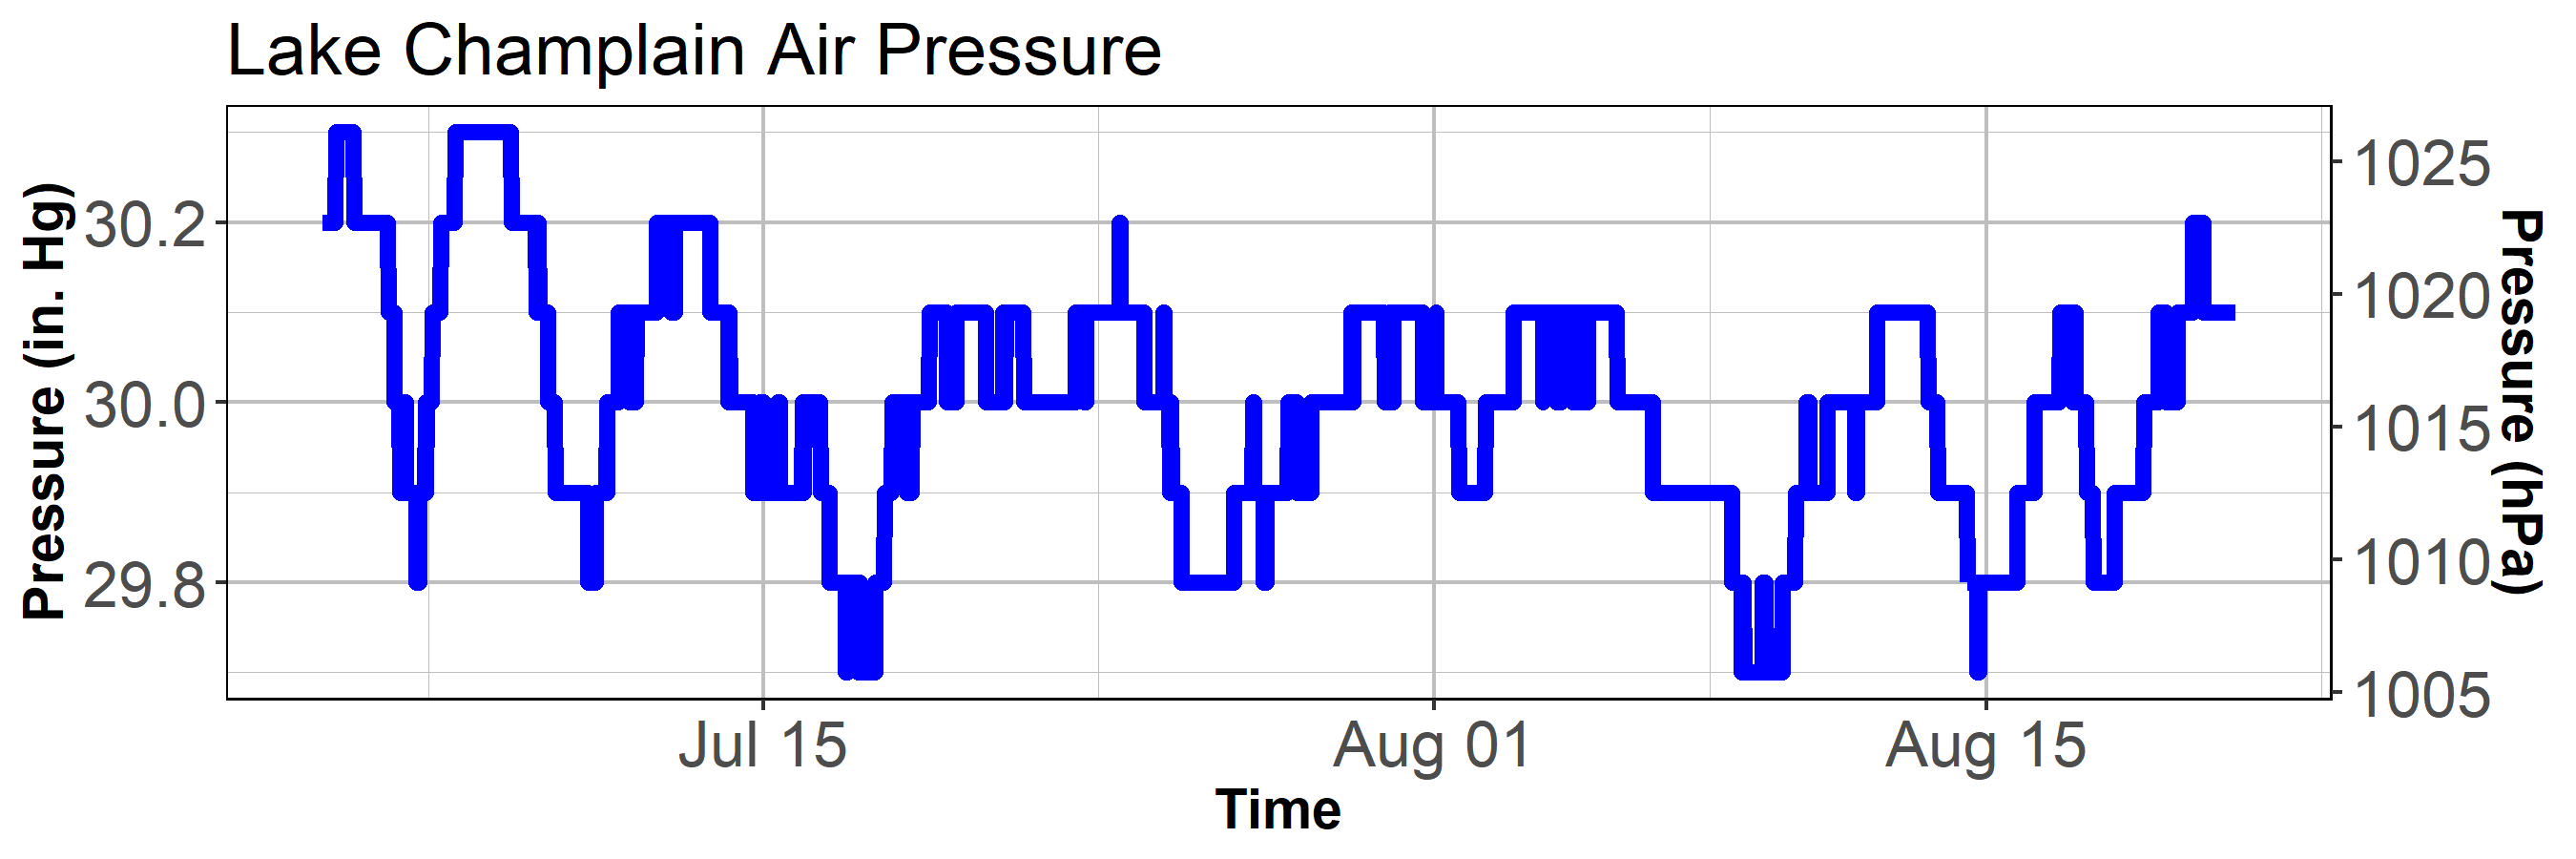 Lake Champlain Air Pressure
Pressure (in. Hg)
30.2
30.0
29.8
1025
1020
1015
1010
1005
Pressure (hPa)
Jul 15
Aug 01
Aug 15
Time